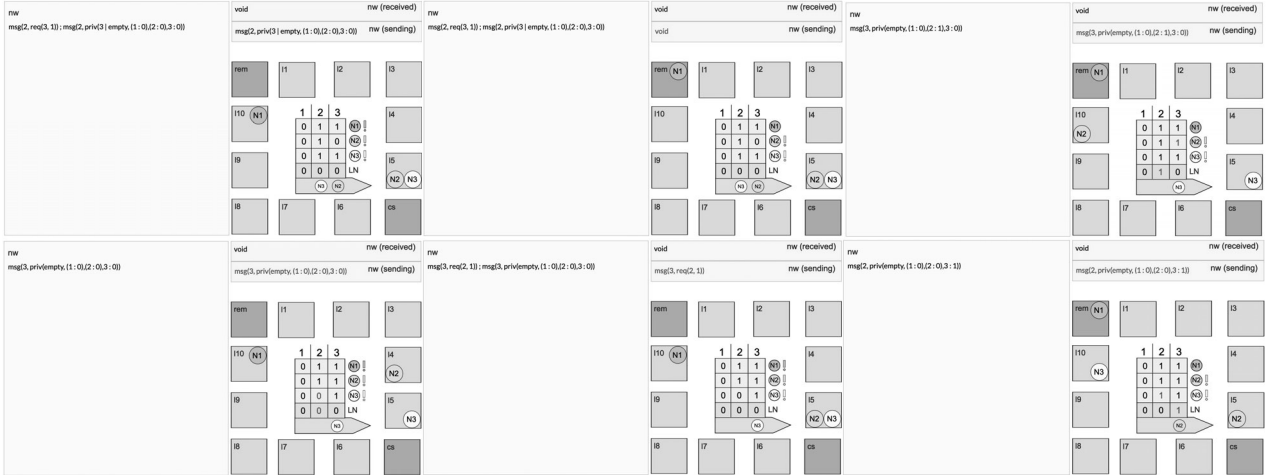 nw
msg(2, req(3, 1)) ; msg(2, priv(3 | empty, (1 : 0),(2 : 0),3 : 0))
void nw (received)
msg(2, priv(3 | empty, (1 : 0),(2 : 0),3 : 0)) nw (sending)
rem l1 l2 l3
l10 N1 l4
1 2 3
0 1 1 N1
0 1 0 N2
0 1 1 N3
0 0 0 LN
N3 N2
l9 l5 N2 N3
l8 l7 l6 cs
nw
msg(2, req(3, 1)) ; msg(2, priv(3 | empty, (1 : 0),(2 : 0),3 : 0))
void nw (received)
void nw (sending)
rem N1 l1 l2 l3
l10 l4
1 2 3
0 1 1 N1
0 1 0 N2
0 1 1 N3
0 0 0 LN
N3 N2
l9 l5 N2 N3
l8 l7 l6 cs
nw
msg(3, priv(empty, (1 : 0),(2 : 1),3 : 0))
void nw (received)
msg(3, priv(empty, (1 : 0),(2 : 1),3 : 0)) nw (sending)
rem N1 l1 l2 l3
l10 N2 l4
1 2 3
0 1 1 N1
0 1 1 N2
0 1 1 N3
0 1 0 LN
N3
l9 l5 N3
l8 l7 l6 cs
nw
msg(3, priv(empty, (1 : 0),(2 : 0),3 : 0))
void nw (received)
msg(3, priv(empty, (1 : 0),(2 : 0),3 : 0)) nw (sending)
rem l1 l2 l3
l10 N1 l4 N2
1 2 3
0 1 1 N1
0 1 1 N2
0 0 1 N3
0 0 0 LN
N3
l9 l5 N3
l8 l7 l6 cs
nw
msg(3, req(2, 1)) ; msg(3, priv(empty, (1 : 0),(2 : 0),3 : 0))
void nw (received)
msg(3, req(2, 1)) nw (sending)
rem l1 l2 l3
l10 N1 l4
1 2 3
0 1 1 N1
0 1 1 N2
0 0 1 N3
0 0 0 LN
N3
l9 l5 N2 N3
l8 l7 l6 cs
nw
msg(2, priv(empty, (1 : 0),(2 : 0),3 : 1))
void nw (received)
msg(2, priv(empty, (1 : 0),(2 : 0),3 : 1)) nw (sending)
rem N1 l1 l2 l3
l10 N3 l4
1 2 3
0 1 1 N1
0 1 1 N2
0 1 1 N3
0 0 1 LN
N2
l9 l5 N2
l8 l7 l6 cs